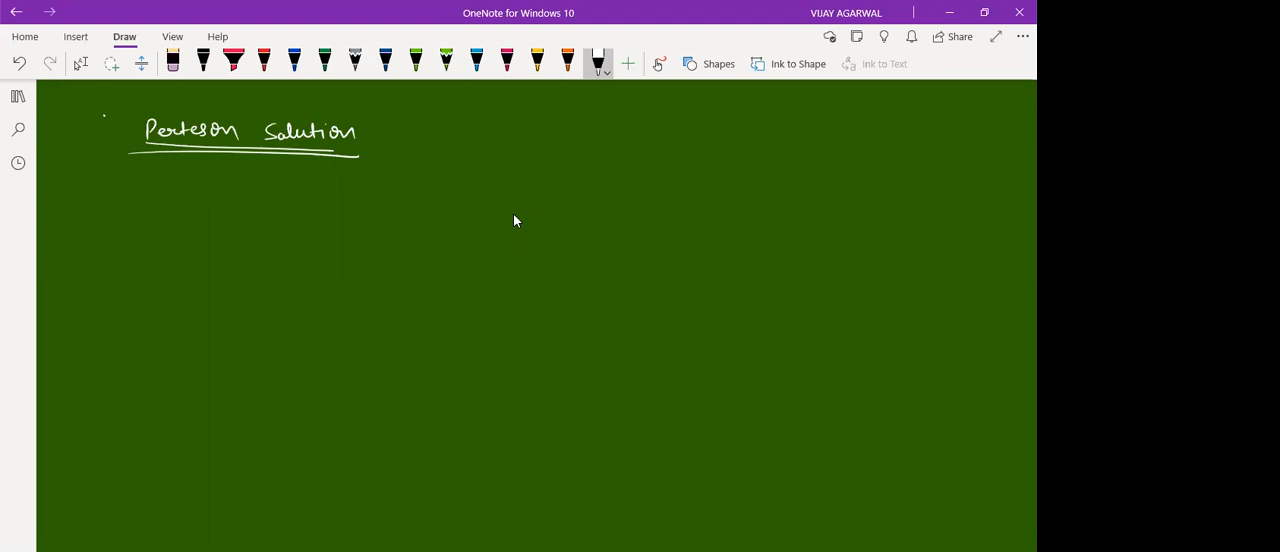 OneNote for Windows 10
VIJAY AGARWAL
Home Insert Draw View Help
Share
Shapes Ink to Shape Ink to Text
Perteson Solution